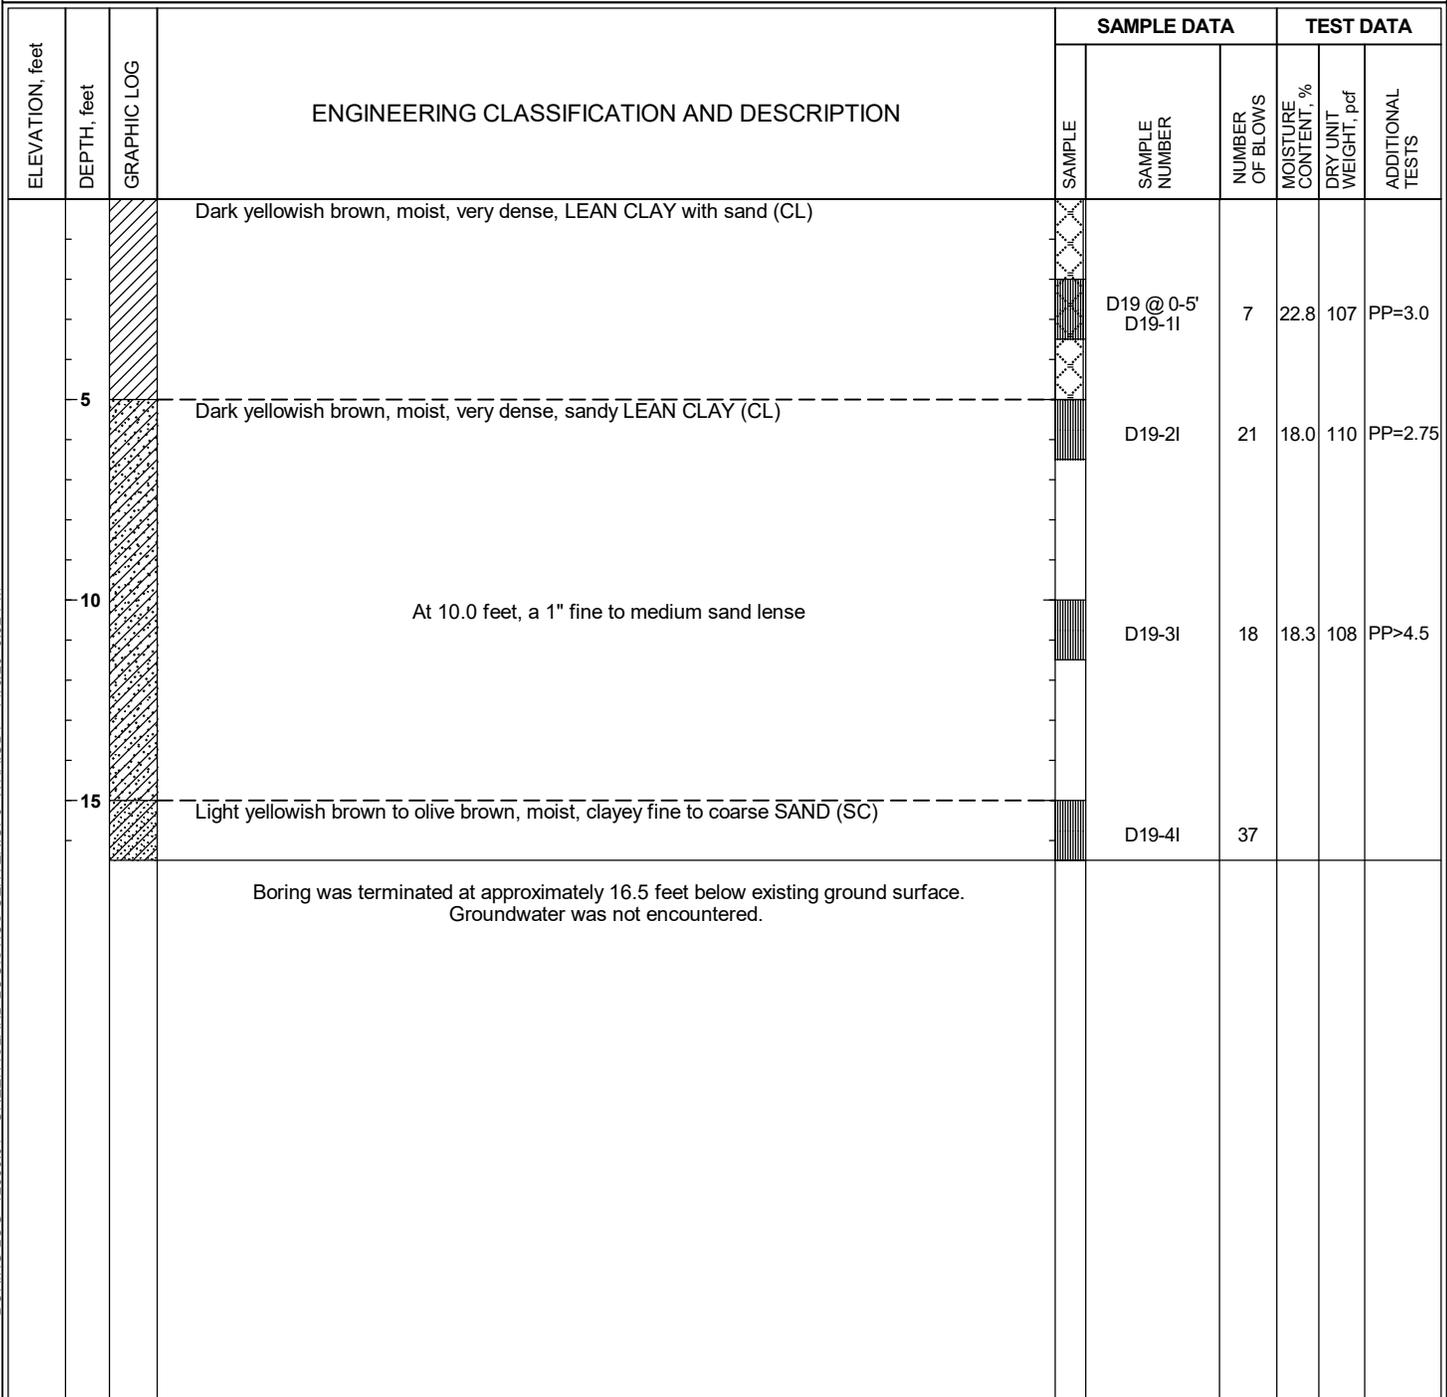 SAMPLE DATA
TEST DATA
ELEVATION, feet
DEPTH, feet
GRAPHIC LOG
ENGINEERING CLASSIFICATION AND DESCRIPTION
SAMPLE
SAMPLE
NUMBER
NUMBER
OF BLOWS
MOISTURE
CONTENT, %
DRY UNIT
WEIGHT, pcf
ADDITIONAL
TESTS
Dark yellowish brown, moist, very dense, LEAN CLAY with sand (CL)
D19 @ 0-5'
D19-1I
7 22.8 107 PP=3.0
5
Dark yellowish brown, moist, very dense, sandy LEAN CLAY (CL)
D19-2I 21 18.0 110 PP=2.75
10
At 10.0 feet, a 1" fine to medium sand lense
D19-3I 18 18.3 108 PP>4.5
15
Light yellowish brown to olive brown, moist, clayey fine to coarse SAND (SC)
D19-4I 37
Boring was terminated at approximately 16.5 feet below existing ground surface.
Groundwater was not encountered.